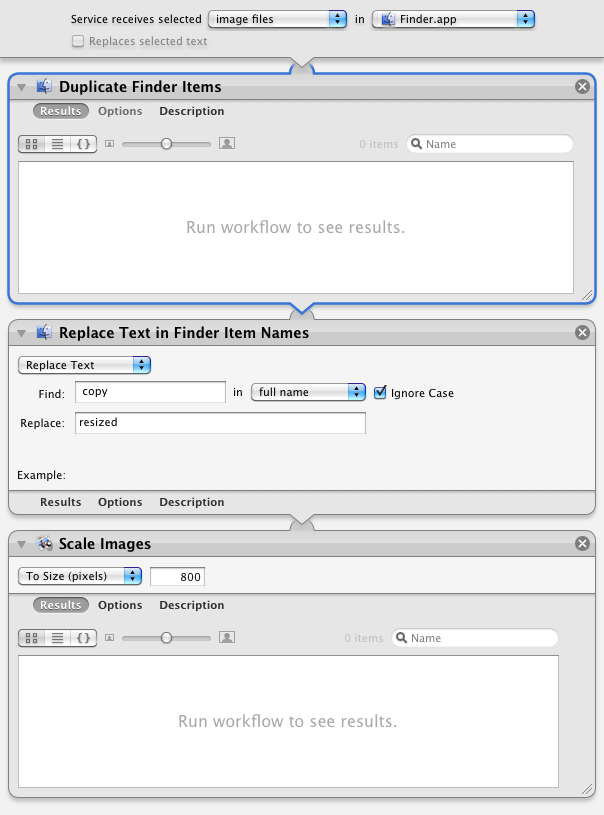 Service receives selected image files in Finder.app
Replaces selected text
Duplicate Finder Items
Results Options Description
0 items Name
Run workflow to see results.
Replace Text in Finder Item Names
Replace Text
Find: copy in full name Ignore Case
Replace: resized
Example:
Results Options Description
Scale Images
To Size (pixels) 800
Results Options Description
0 items Name
Run workflow to see results.